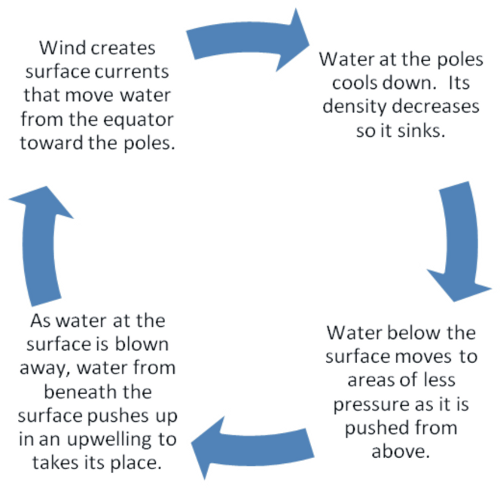 Wind creates
surface currents
that move water
from the equator
toward the poles.
Water at the poles
cools down.  Its
density decreases
so it sinks.
Water below the
surface moves to
areas of less
pressure as it is
pushed from
above.
As water at the
surface is blown
away, water from
beneath the
surface pushes up
in an upwelling to
takes its place.